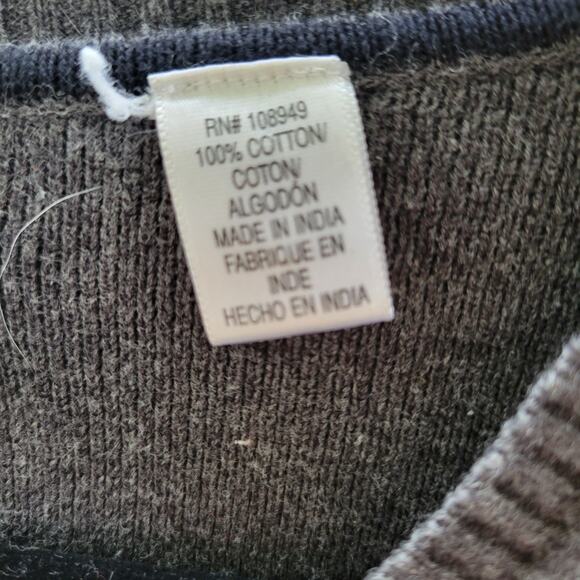 RN# 108949
100% COTTON/
COTON/
ALGODÓN
MADE IN INDIA
FABRIQUE EN
INDE
HECHO EN INDIA